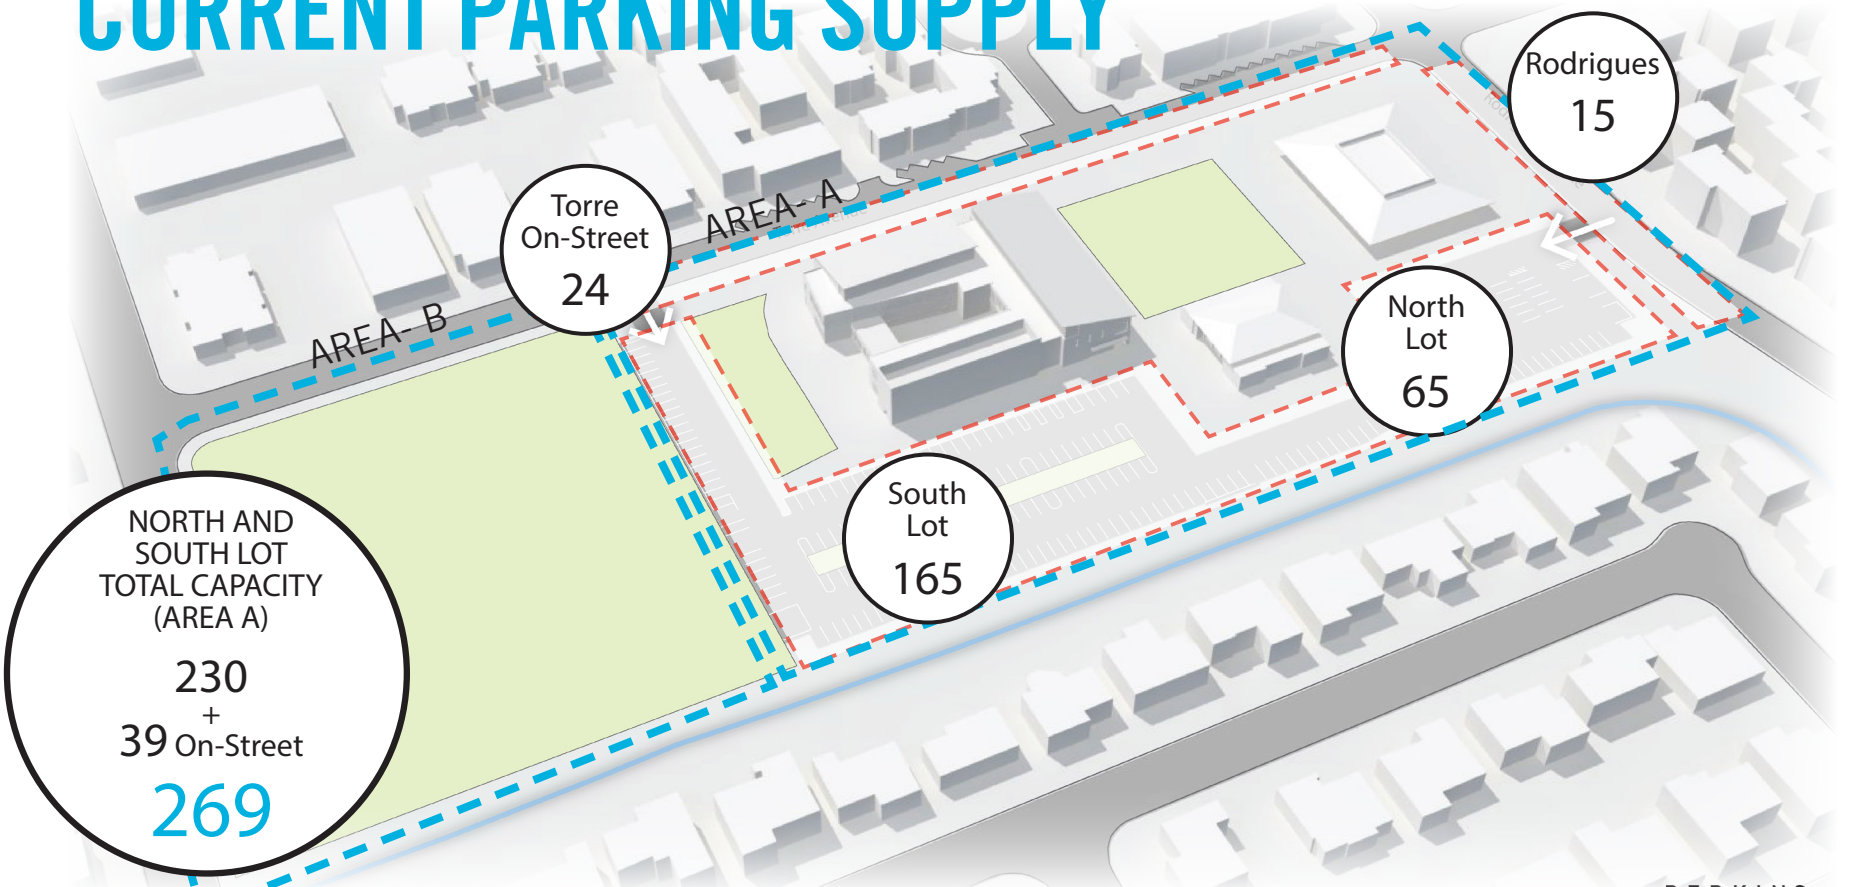 CURRENT PARKING SUPPLY
Rodrigues
15
Torre
On-Street
24
AREA- A
AREA- B
North
Lot
65
South
Lot
165
NORTH AND
SOUTH LOT
TOTAL CAPACITY
(AREA A)
230
+
39 On-Street
269